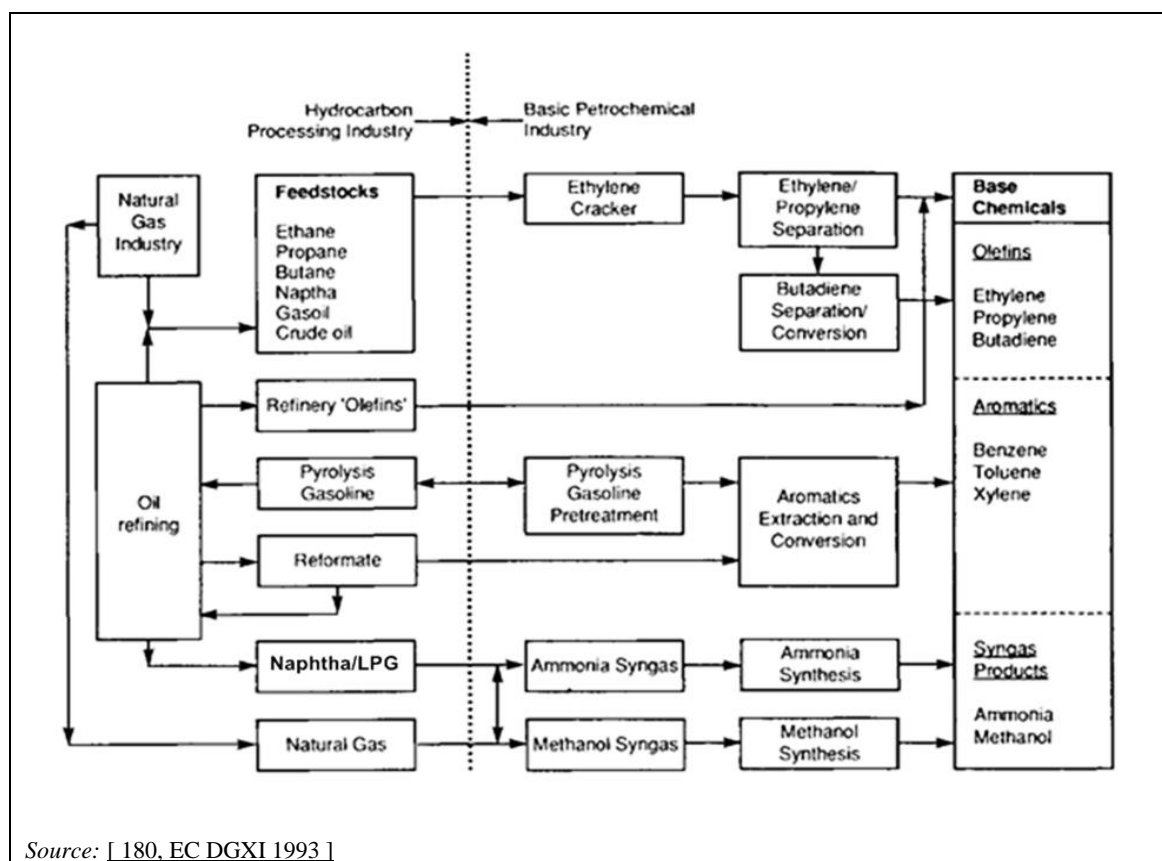 Hydrocarbon
Processing Industry
Basic Petrochemical
Industry
Natural
Gas
Industry
Feedstocks
Ethane
Propane
Butane
Naptha
Gasoil
Crude oil
Ethylene
Cracker
Ethylene/
Propylene
Separation
Butadiene
Separation/
Conversion
Base
Chemicals
Olefins
Ethylene
Propylene
Butadiene
Oil
refining
Refinery 'Olefins'
Pyrolysis
Gasoline
Pyrolysis
Gasoline
Pretreatment
Aromatics
Extraction and
Conversion
Aromatics
Benzene
Toluene
Xylene
Reformate
Naphtha/LPG
Ammonia Syngas
Ammonia
Synthesis
Syngas
Products
Ammonia
Methanol
Natural Gas
Methanol Syngas
Methanol
Synthesis
Source: [ 180, EC DGXI 1993 ]